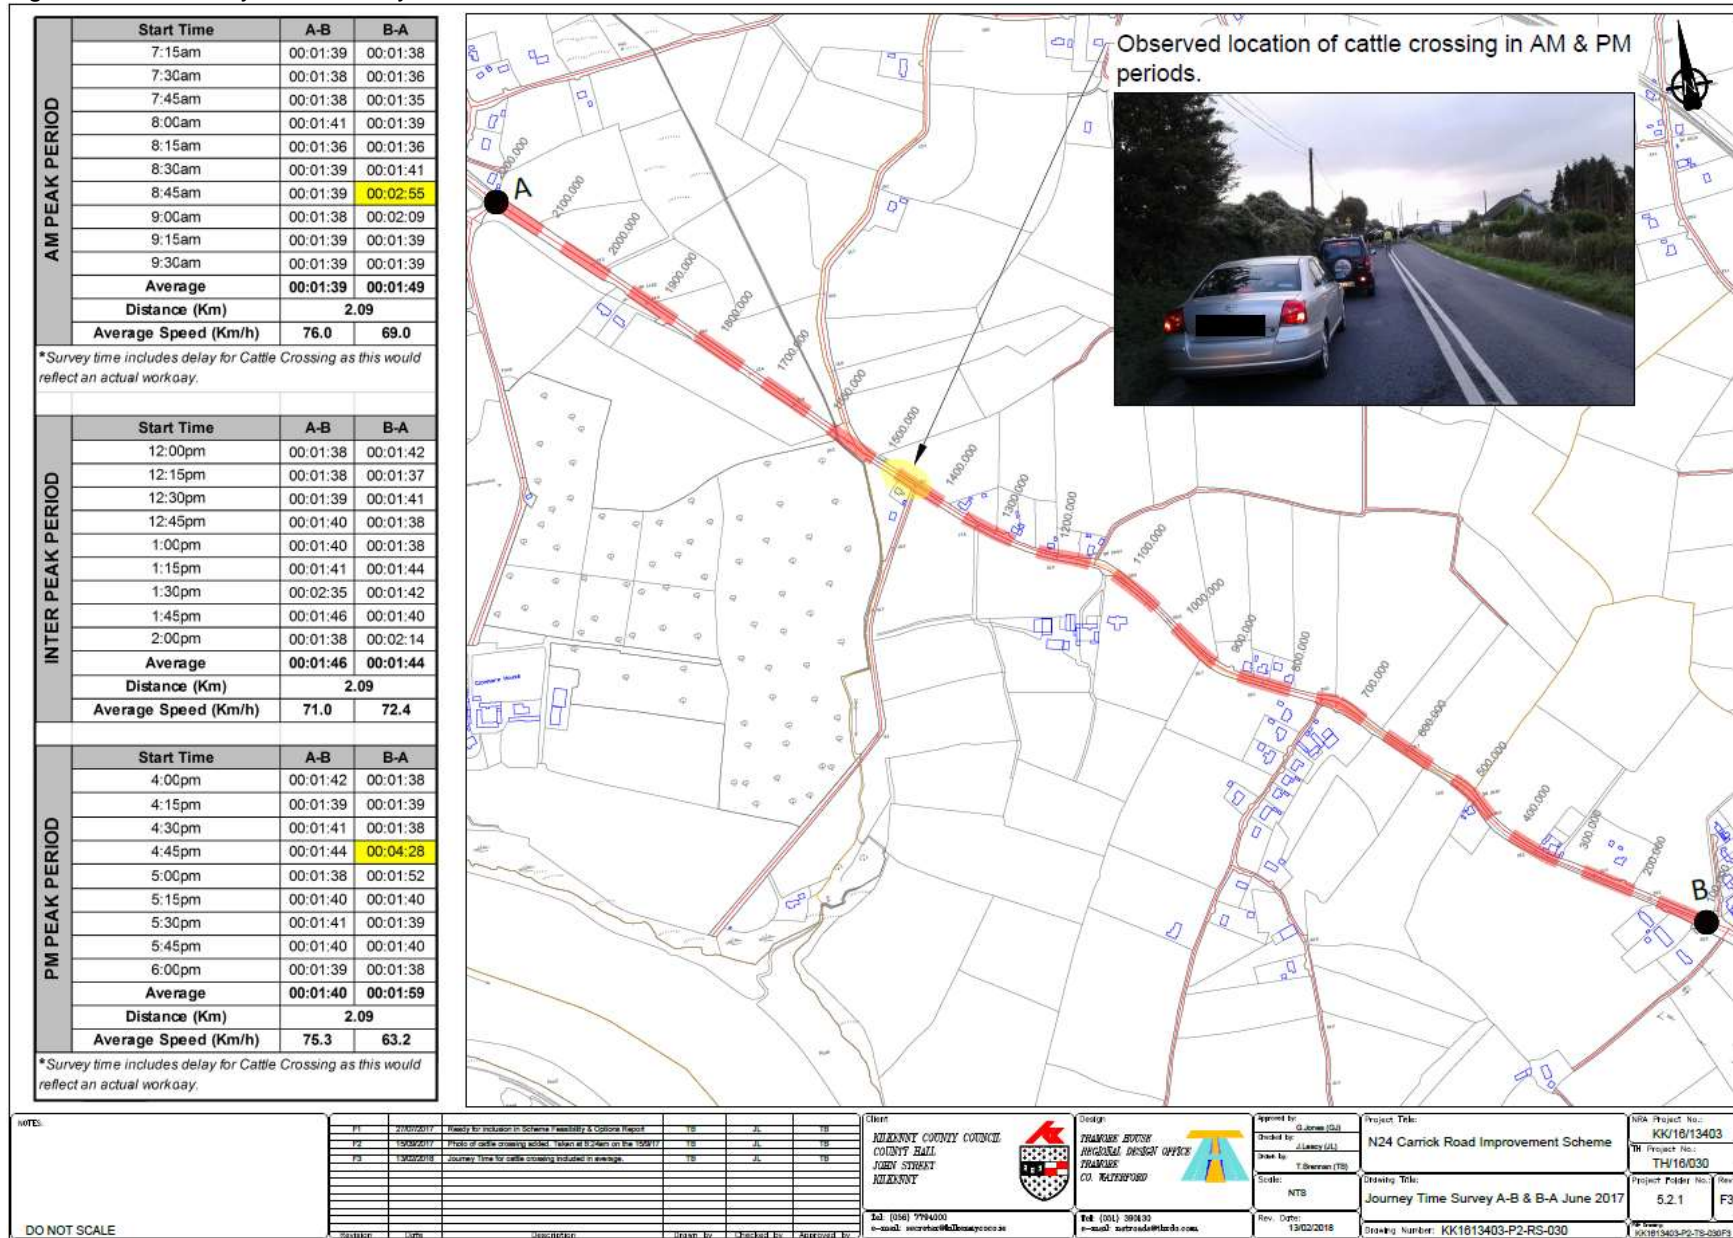 AM PEAK PERIOD
Start Time A-B B-A
7:15am 00:01:39 00:01:38
7:30am 00:01:38 00:01:36
7:45am 00:01:38 00:01:35
8:00am 00:01:41 00:01:39
8:15am 00:01:36 00:01:36
8:30am 00:01:39 00:01:41
8:45am 00:01:39 00:02:55
9:00am 00:01:38 00:02:09
9:15am 00:01:39 00:01:39
9:30am 00:01:39 00:01:39
Average 00:01:39 00:01:49
Distance (Km) 2.09
Average Speed (Km/h) 76.0 69.0
*Survey time includes delay for Cattle Crossing as this would
reflect an actual workday.
INTER PEAK PERIOD
Start Time A-B B-A
12:00pm 00:01:38 00:01:42
12:15pm 00:01:38 00:01:37
12:30pm 00:01:39 00:01:41
12:45pm 00:01:40 00:01:38
1:00pm 00:01:40 00:01:38
1:15pm 00:01:41 00:01:44
1:30pm 00:02:35 00:01:42
1:45pm 00:01:46 00:01:40
2:00pm 00:01:38 00:02:14
Average 00:01:46 00:01:44
Distance (Km) 2.09
Average Speed (Km/h) 71.0 72.4
PM PEAK PERIOD
Start Time A-B B-A
4:00pm 00:01:42 00:01:38
4:15pm 00:01:39 00:01:39
4:30pm 00:01:41 00:01:38
4:45pm 00:01:44 00:04:28
5:00pm 00:01:38 00:01:52
5:15pm 00:01:40 00:01:40
5:30pm 00:01:41 00:01:39
5:45pm 00:01:40 00:01:40
6:00pm 00:01:39 00:01:38
Average 00:01:40 00:01:59
Distance (Km) 2.09
Average Speed (Km/h) 75.3 63.2
*Survey time includes delay for Cattle Crossing as this would
reflect an actual workday.
Observed location of cattle crossing in AM & PM
periods.
A
2100.000
2000.000
1900.000
1800.000
1700.000
1600.000
1500.000
1400.000
1300.000
1200.000
1100.000
1000.000
900.000
800.000
700.000
600.000
500.000
400.000
300.000
200.000
B
NOTES:
DO NOT SCALE
F1 27/07/2017 Ready for inclusion in Scheme Feasibility & Options Report TB JL TB
F2 15/09/2017 Photo of cattle crossing added. Taken at 8:24am on the 15/9/17 TB JL TB
F3 13/02/2018 Journey Time for cattle crossing included in average. TB JL TB
Revision Date Description Drawn by Checked by Approved by
Client
KILKENNY COUNTY COUNCIL
COUNTY HALL
JOHN STREET
KILKENNY
Tel: (056) 7794000
Design
TRAMORE HOUSE
REGIONAL DESIGN OFFICE
TRAMORE
CO. WATERFORD
Approved by: G.Jones (GJ)
Checked by: J.Leacy (JL)
Drawn by: T.Brennan (TB)
Scale: NTS
Rev. Date: 13/02/2018
Project Title:
N24 Carrick Road Improvement Scheme
Drawing Title:
Journey Time Survey A-B & B-A June 2017
Drawing Number: KK1613403-P2-RS-030
NRA Project No.:
KK/16/13403
TH Project No.:
TH/16/030
Project Folder No.: Rev
5.2.1 F3